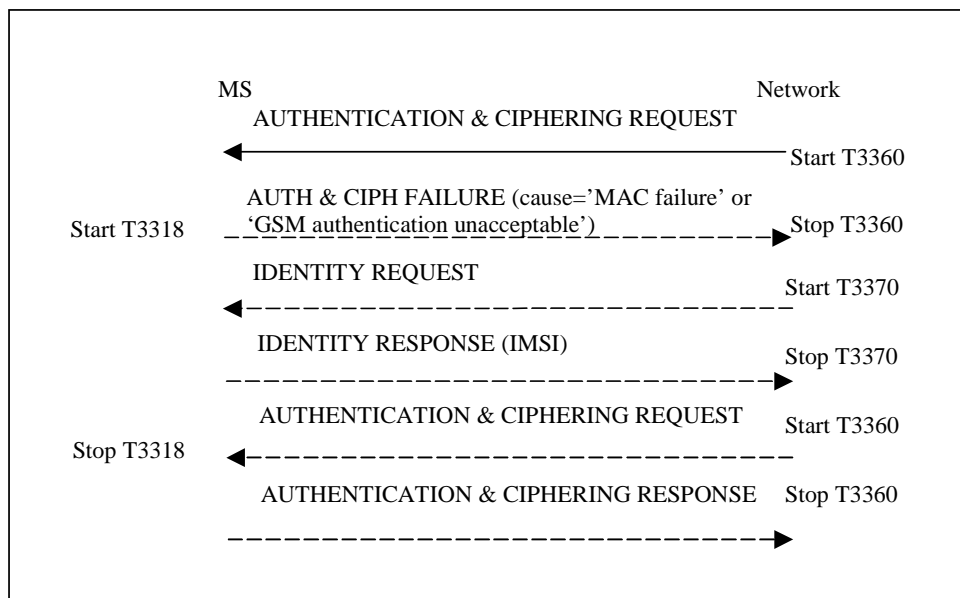 MS
Network
AUTHENTICATION & CIPHERING REQUEST
Start T3360
AUTH & CIPH FAILURE (cause=’MAC failure’ or
‘GSM authentication unacceptable’)
Start T3318
Stop T3360
IDENTITY REQUEST
Start T3370
IDENTITY RESPONSE (IMSI)
Stop T3370
AUTHENTICATION & CIPHERING REQUEST
Start T3360
Stop T3318
AUTHENTICATION & CIPHERING RESPONSE
Stop T3360